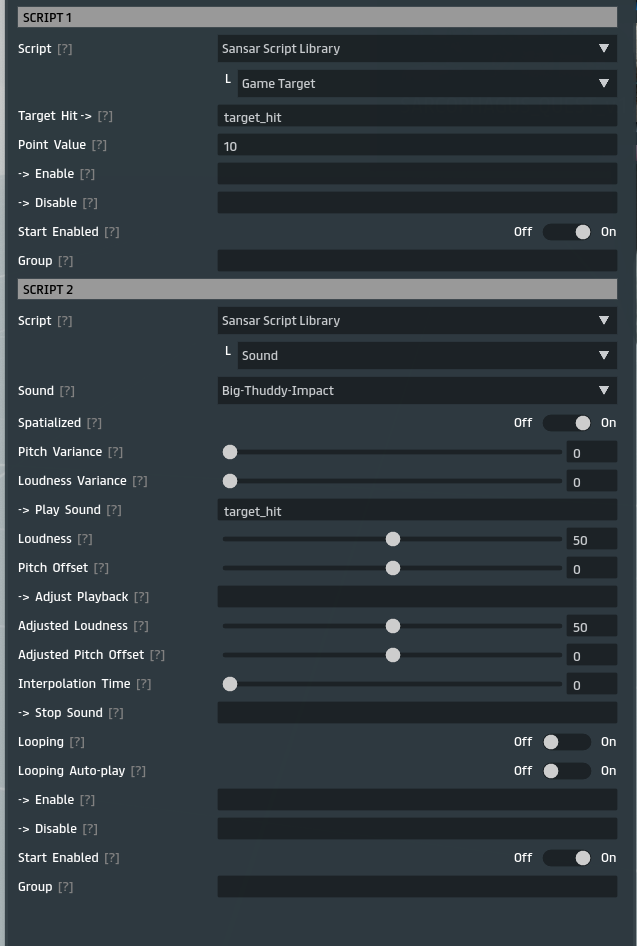 SCRIPT 1
Script [?] Sansar Script Library
Game Target
Target Hit -> [?] target_hit
Point Value [?] 10
-> Enable [?]
-> Disable [?]
Start Enabled [?] Off On
Group [?]
SCRIPT 2
Script [?] Sansar Script Library
Sound
Sound [?] Big-Thuddy-Impact
Spatialized [?] Off On
Pitch Variance [?] 0
Loudness Variance [?] 0
-> Play Sound [?] target_hit
Loudness [?] 50
Pitch Offset [?] 0
-> Adjust Playback [?]
Adjusted Loudness [?] 50
Adjusted Pitch Offset [?] 0
Interpolation Time [?] 0
-> Stop Sound [?]
Looping [?] Off On
Looping Auto-play [?] Off On
-> Enable [?]
-> Disable [?]
Start Enabled [?] Off On
Group [?]